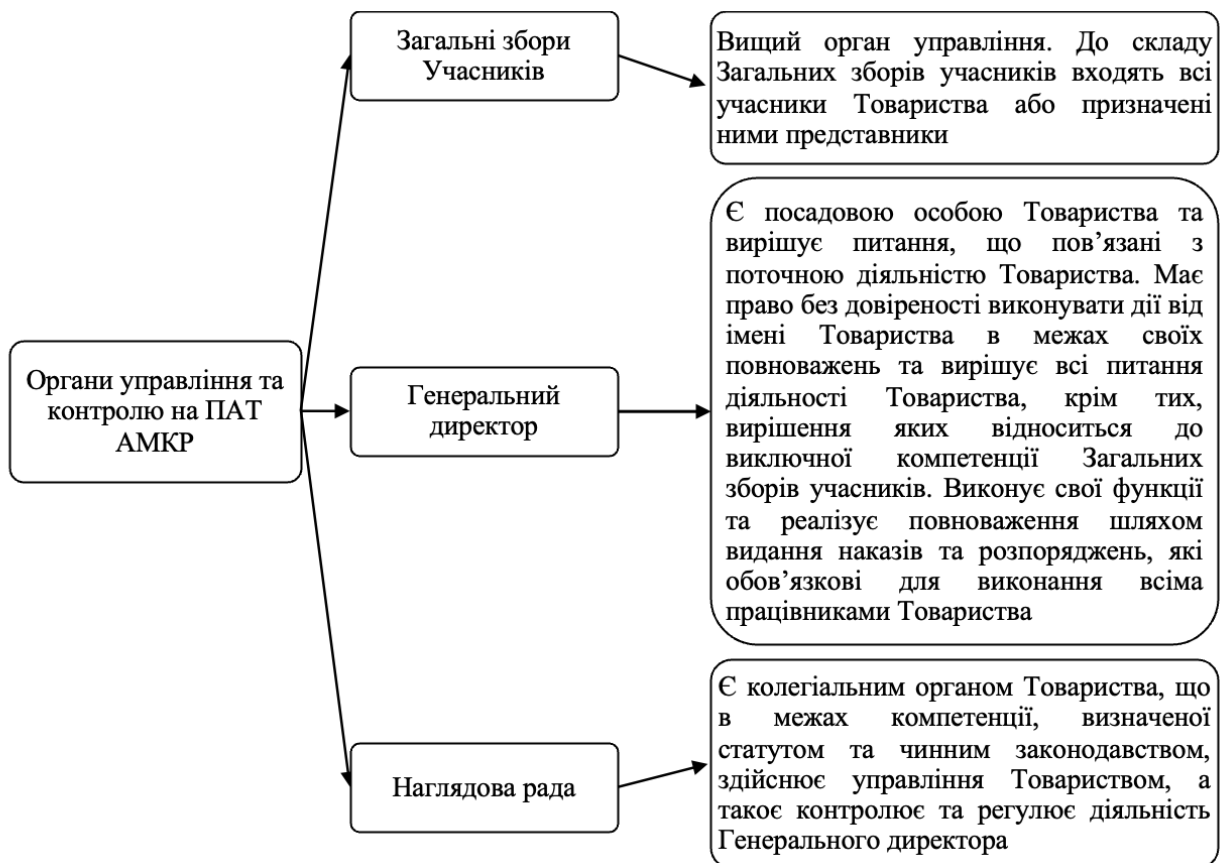 Органи управління та
контролю на ПАТ
АМКР
Загальні збори
Учасників
Вищий орган управління. До складу
Загальних зборів учасників входять всі
учасники Товариства або призначені
ними представники
Генеральний
директор
Є посадовою особою Товариства та
вирішує питання, що пов’язані з
поточною діяльністю Товариства. Має
право без довіреності виконувати дії від
імені Товариства в межах своїх
повноважень та вирішує всі питання
діяльності Товариства, крім тих,
вирішення яких відноситься до
виключної компетенції Загальних
зборів учасників. Виконує свої функції
та реалізує повноваження шляхом
видання наказів та розпоряджень, які
обов’язкові для виконання всіма
працівниками Товариства
Наглядова рада
Є колегіальним органом Товариства, що
в межах компетенції, визначеної
статутом та чинним законодавством,
здійснює управління Товариством, а
такоє контролює та регулює діяльність
Генерального директора